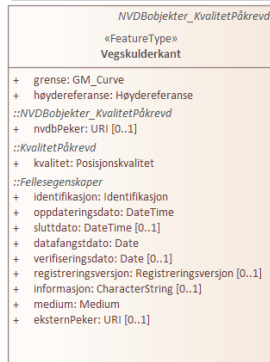 NVDBobjekter_KvalitetPåkrevd
«FeatureType»
Vegskulderkant
+ grense: GM_Curve
+ høydereferanse: Høydereferanse
::NVDBobjekter_KvalitetPåkrevd
+ nvdbPeker: URI [0..1]
::KvalitetPåkrevd
+ kvalitet: Posisjonskvalitet
::Fellesegenskaper
+ identifikasjon: Identifikasjon
+ oppdateringsdato: DateTime
+ sluttdato: DateTime [0..1]
+ datafangstdato: Date
+ verifiseringsdato: Date [0..1]
+ registreringsversjon: Registreringsversjon [0..1]
+ informasjon: CharacterString [0..1]
+ medium: Medium
+ eksternPeker: URI [0..1]